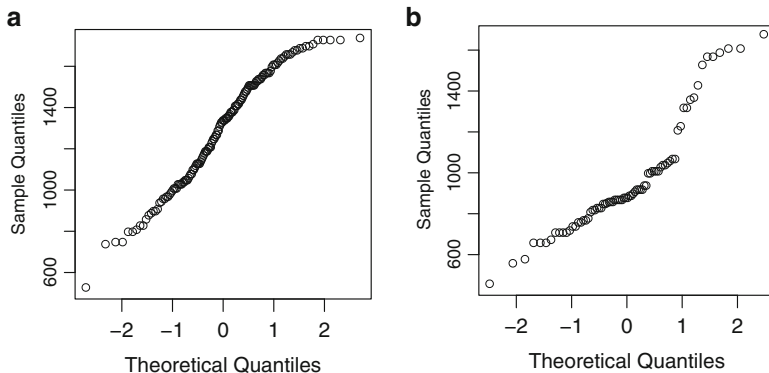 a
Sample Quantiles
600 1000 1400
−2 −1 0 1 2
Theoretical Quantiles
b
Sample Quantiles
600 1000 1400
−2 −1 0 1 2
Theoretical Quantiles